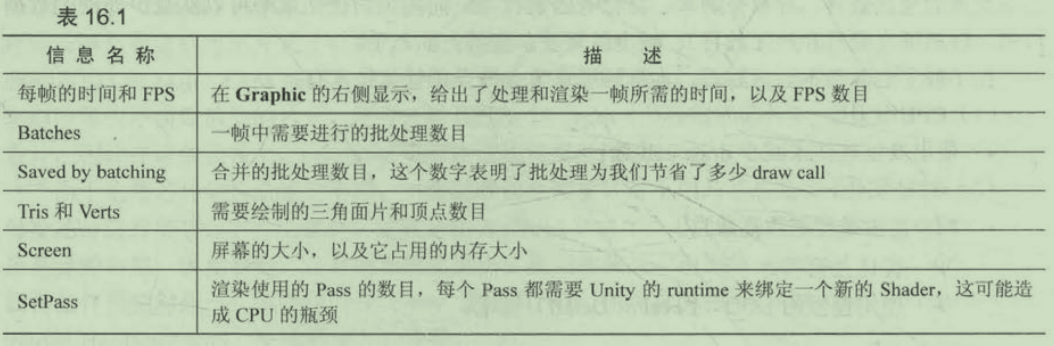 表 16.1
信 息 名 称 描 述
每帧的时间和 FPS 在 Graphic 的右侧显示，给出了处理和渲染一帧所需的时间，以及 FPS 数目
Batches 一帧中需要进行的批处理数目
Saved by batching 合并的批处理数目，这个数字表明了批处理为我们节省了多少 draw call
Tris 和 Verts 需要绘制的三角面片和顶点数目
Screen 屏幕的大小，以及它占用的内存大小
SetPass 渲染使用的 Pass 的数目，每个 Pass 都需要 Unity 的 runtime 来绑定一个新的 Shader，这可能造
成 CPU 的瓶颈